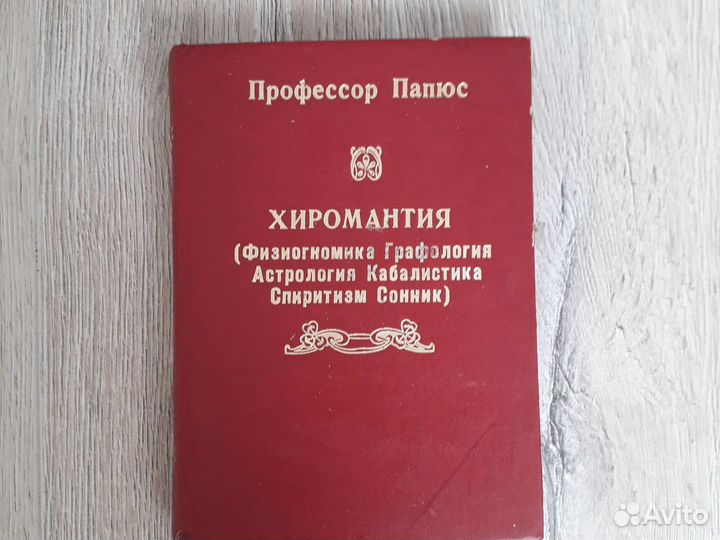 Профессор Папюс
ХИРОМАНТИЯ
(Физиогномика Графология
Астрология Кабалистика
Спиритизм Сонник)
Avito